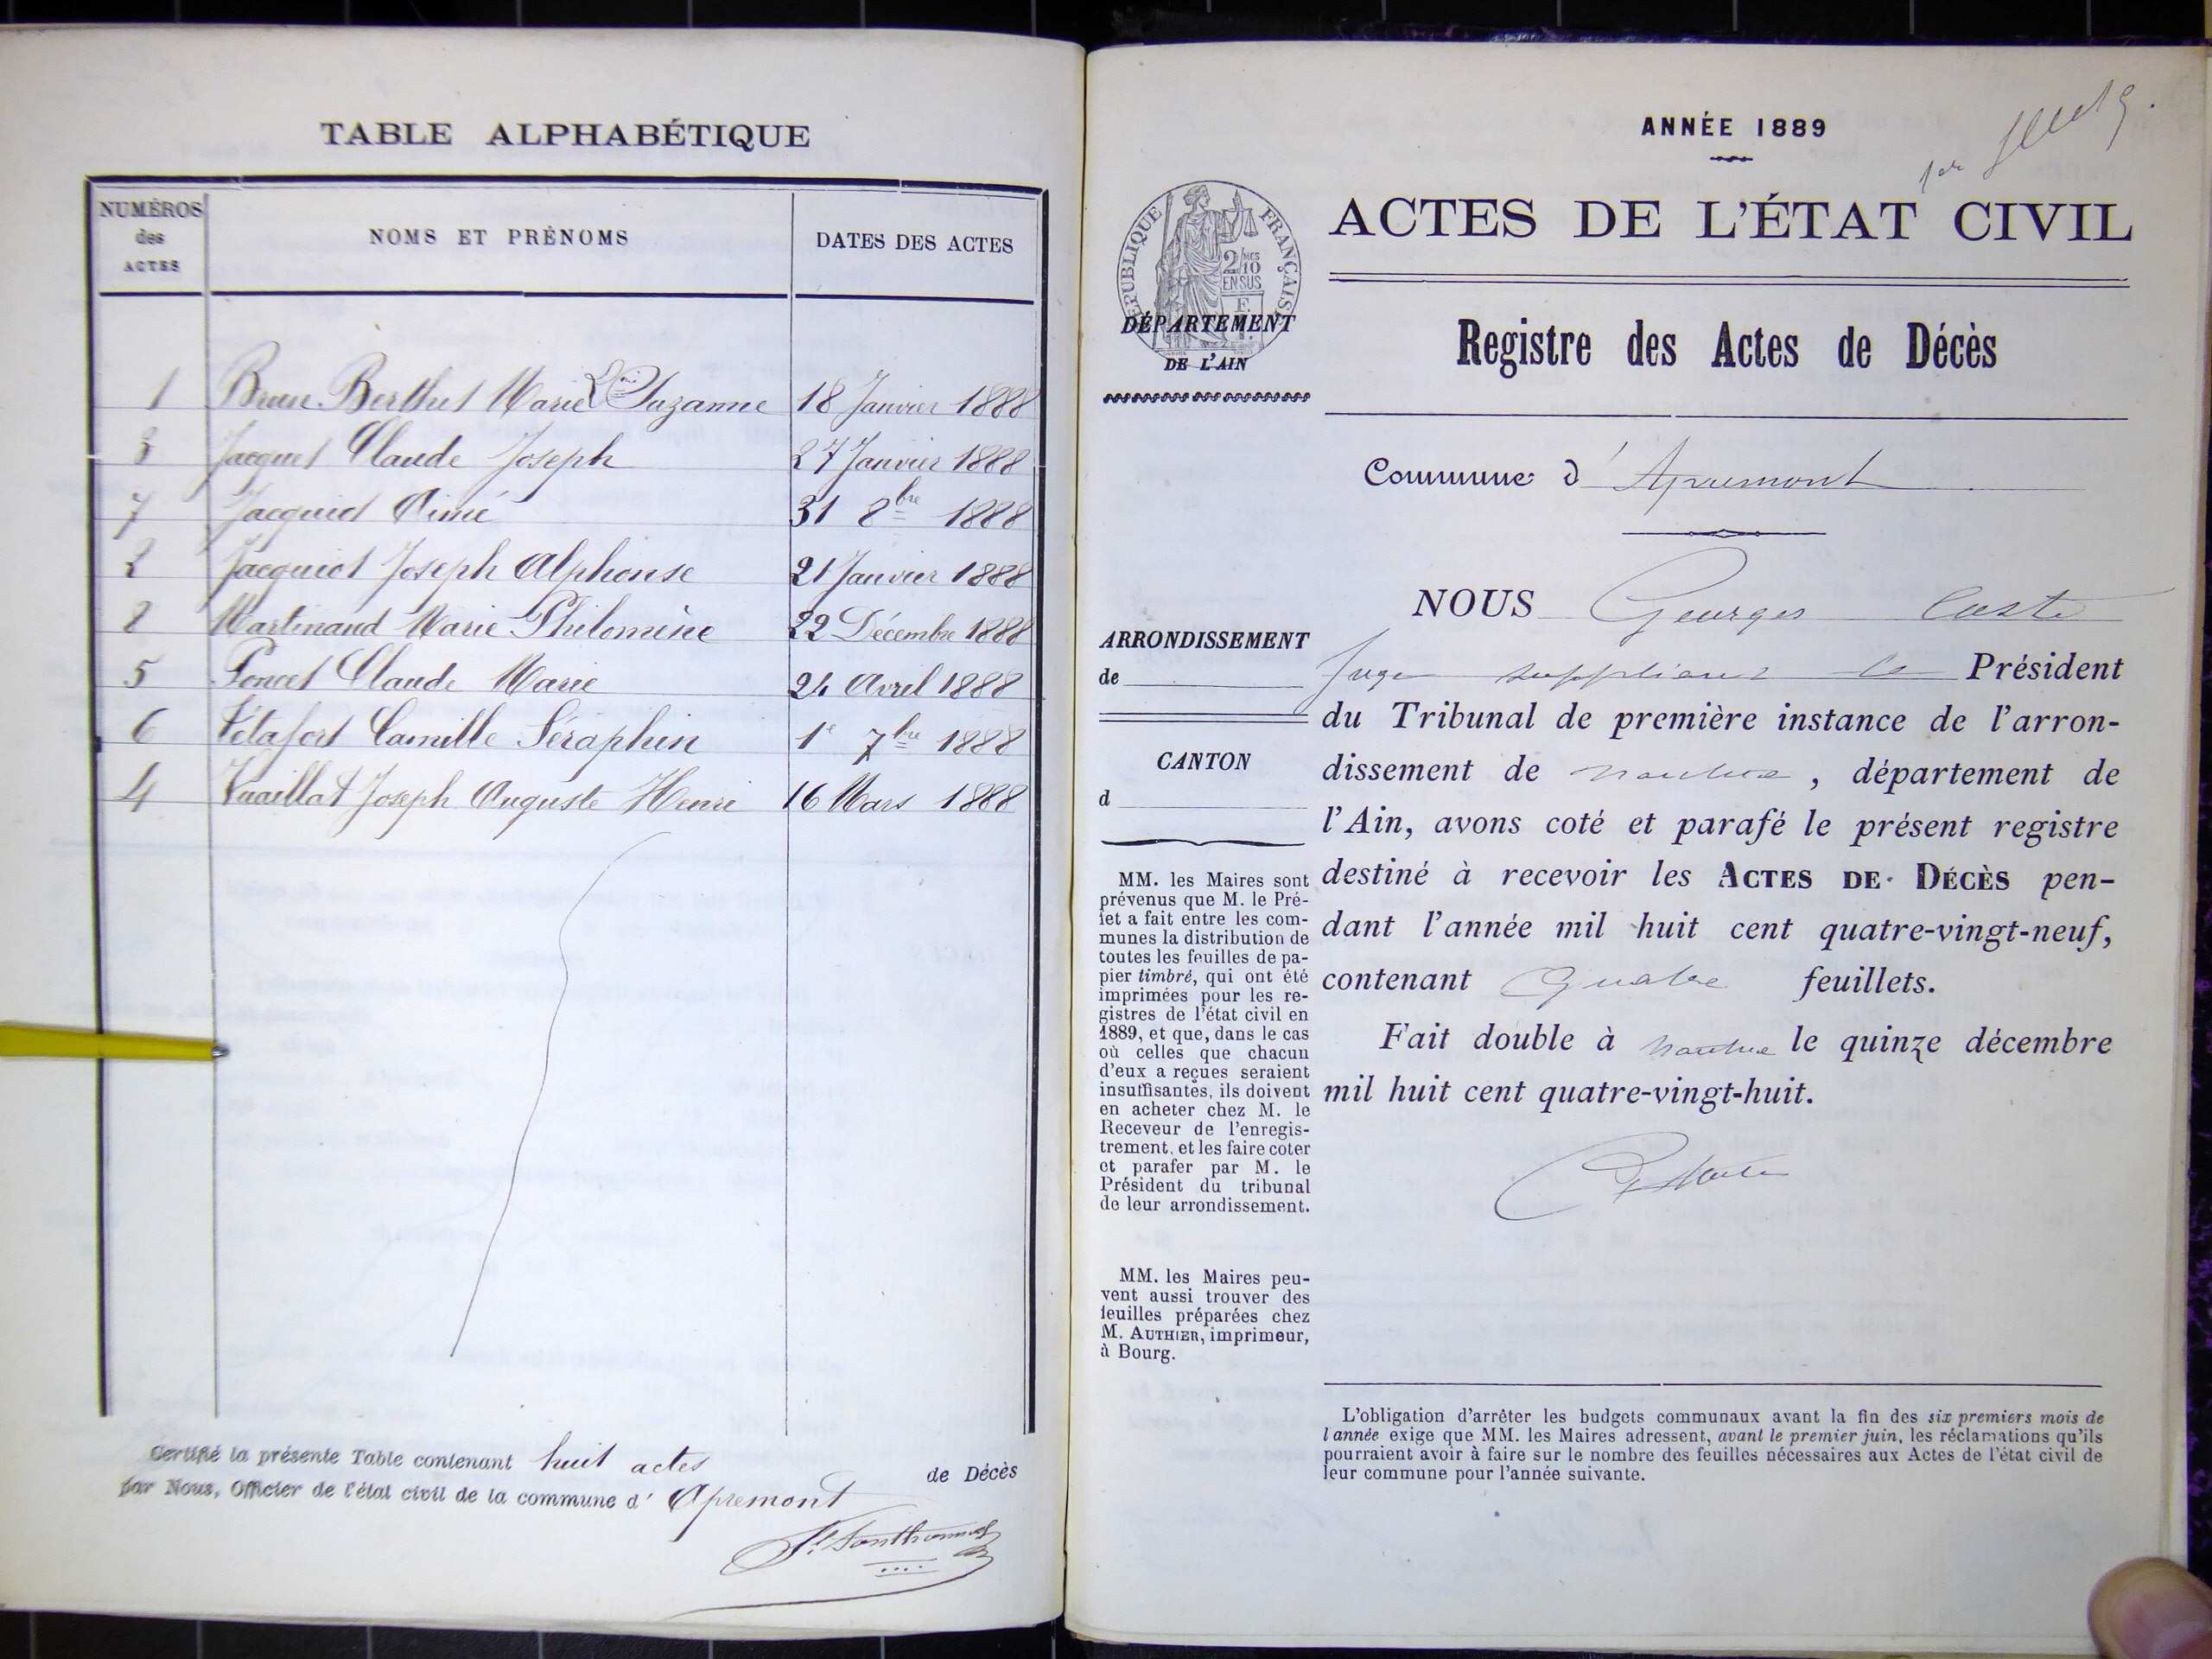 TABLE ALPHABÉTIQUE
NUMÉROS
des
ACTES
NOMS ET PRÉNOMS
DATES DES ACTES
1 Brun-Berthet Marie Suzanne 18 Janvier 1888
3 Jacquet Claude Joseph 27 Janvier 1888
7 Jacquiot Aimé 31 8bre 1888
2 Jacquiot Joseph Alphonse 21 Janvier 1888
8 Martinand Marie Philomène 22 Décembre 1888
5 Poncet Claude Marie 24 Avril 1888
6 Vétafort Camille Séraphin 1e 7bre 1888
4 Vuaillat Joseph Auguste Henri 16 Mars 1888
Certifié la présente Table contenant huit actes de Décès
par Nous, Officier de l'état civil de la commune d' Apremont
ANNÉE 1889
ACTES DE L'ÉTAT CIVIL
RÉPUBLIQUE FRANÇAISE
2/10
EN SUS
DÉPARTEMENT
DE L'AIN
Registre des Actes de Décès
Commune d'Apremont
ARRONDISSEMENT
de
CANTON
d
MM. les Maires sont
prévenus que M. le Pré-
fet a fait entre les com-
munes la distribution de
toutes les feuilles de pa-
pier timbré, qui ont été
imprimées pour les re-
gistres de l'état civil en
1889, et que, dans le cas
où celles que chacun
d'eux a reçues seraient
insuffisantes, ils doivent
en acheter chez M. le
Receveur de l'enregis-
trement, et les faire coter
et parafer par M. le
Président du tribunal
de leur arrondissement.
MM. les Maires peu-
vent aussi trouver des
feuilles préparées chez
M. AUTHIER, imprimeur,
à Bourg.
NOUS Georges Coste
Juge suppléant le Président
du Tribunal de première instance de l'arron-
dissement de Nantua, département de
l'Ain, avons coté et parafé le présent registre
destiné à recevoir les ACTES DE DÉCÈS pen-
dant l'année mil huit cent quatre-vingt-neuf,
contenant Quatre feuillets.
Fait double à Nantua le quinze décembre
mil huit cent quatre-vingt-huit.
L'obligation d'arrêter les budgets communaux avant la fin des six premiers mois de
l'année exige que MM. les Maires adressent, avant le premier juin, les réclamations qu'ils
pourraient avoir à faire sur le nombre des feuilles nécessaires aux Actes de l'état civil de
leur commune pour l'année suivante.